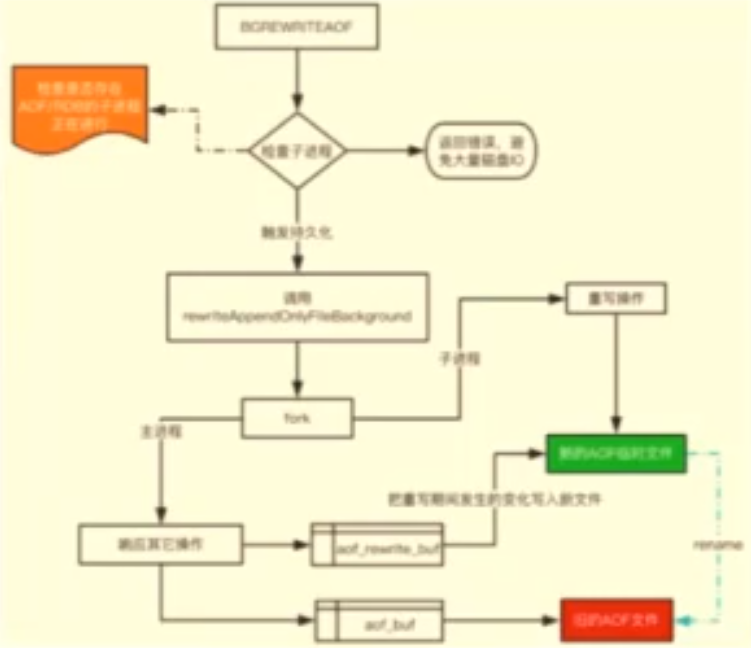 BGREWRITEAOF
检查是否存在
AOF/RDB的子进程
正在进行
检查子进程
返回错误，避
免大量磁盘IO
触发持久化
调用
rewriteAppendOnlyFileBackground
重写操作
子进程
fork
主进程
新的AOF临时文件
把重写期间发生的变化写入新文件
响应其它操作
aof_rewrite_buf
rename
aof_buf
旧的AOF文件